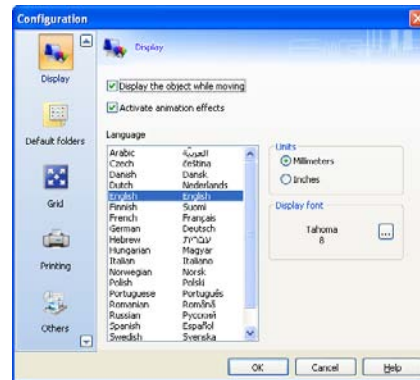 Configuration
Display
Default folders
Grid
Printing
Others
Display
Display the object while moving
Activate animation effects
Language
Arabic العربية
Czech čeština
Danish Dansk
Dutch Nederlands
English English
Finnish Suomi
French Français
German Deutsch
Hebrew עברית
Hungarian Magyar
Italian Italiano
Norwegian Norsk
Polish Polski
Portuguese Português
Romanian Română
Russian Русский
Spanish Español
Swedish Svenska
Units
Millimeters
Inches
Display font
Tahoma
8
...
OK
Cancel
Help